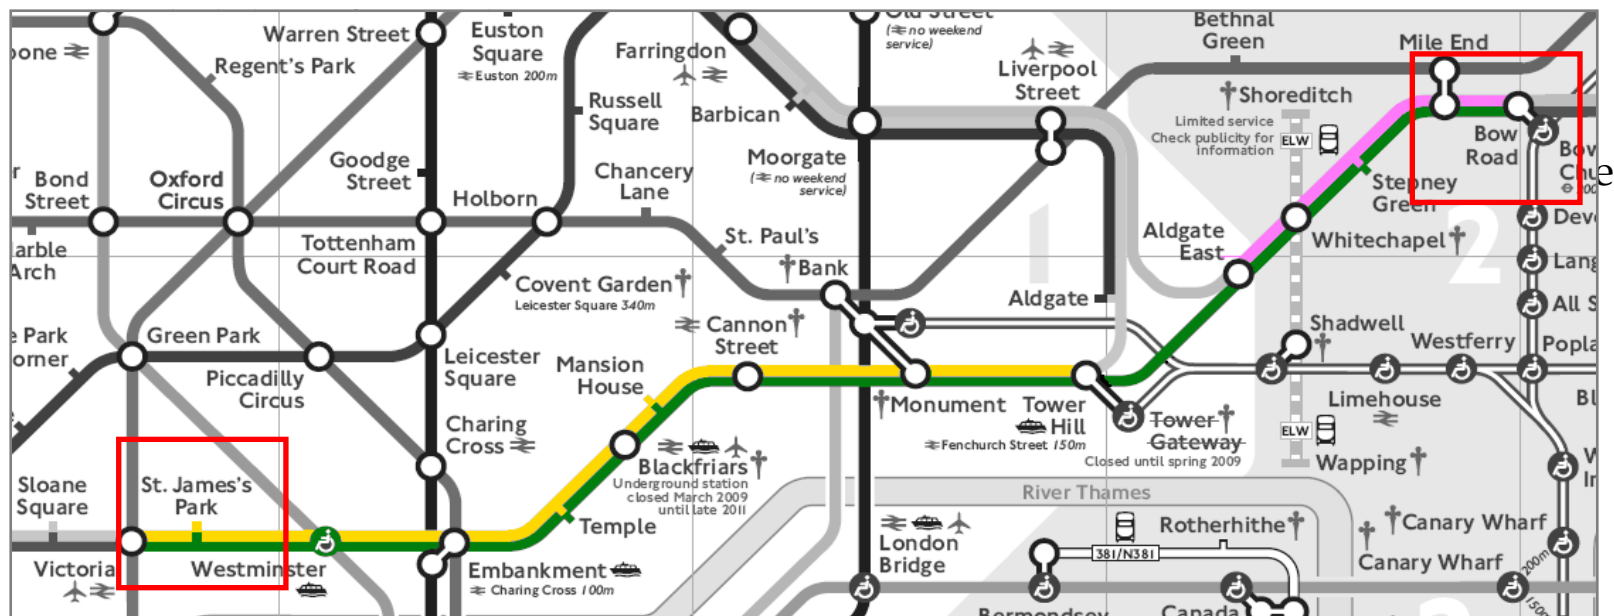 Warren Street
Regent's Park
Euston
Square
Euston 200m
Farringdon
(no weekend
service)
Liverpool
Street
Bethnal
Green
Mile End
Barbican
Russell
Square
Goodge
Street
Chancery
Lane
Moorgate
(no weekend
service)
Shoreditch
Limited service
Check publicity for
information
ELW
Bow
Road
Stepney
Green
Bond
Street
Oxford
Circus
Holborn
Tottenham
Court Road
St. Paul's
Bank
Aldgate
East
Whitechapel
1
2
Covent Garden
Leicester Square 340m
Aldgate
Cannon
Street
Green Park
Piccadilly
Circus
Leicester
Square
Mansion
House
Monument
Tower
Hill
Fenchurch Street 150m
Tower
Gateway
Closed until spring 2009
Shadwell
Westferry
Limehouse
ELW
Wapping
Charing
Cross
Blackfriars
Underground station
closed March 2009
until late 2011
Temple
Sloane
Square
St. James's
Park
Victoria
Westminster
Embankment
Charing Cross 100m
River Thames
London
Bridge
Rotherhithe
381/N381
Canary Wharf
Canary Wharf
200m
Bermondsey
Canada